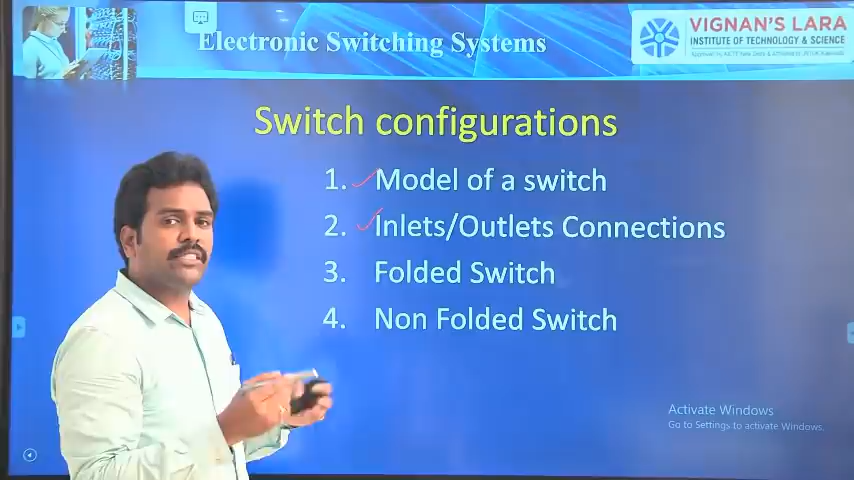 Electronic Switching Systems
VIGNAN'S LARA
INSTITUTE OF TECHNOLOGY & SCIENCE
Switch configurations
1. Model of a switch
2. Inlets/Outlets Connections
3. Folded Switch
4. Non Folded Switch
Activate Windows
Go to Settings to activate Windows.